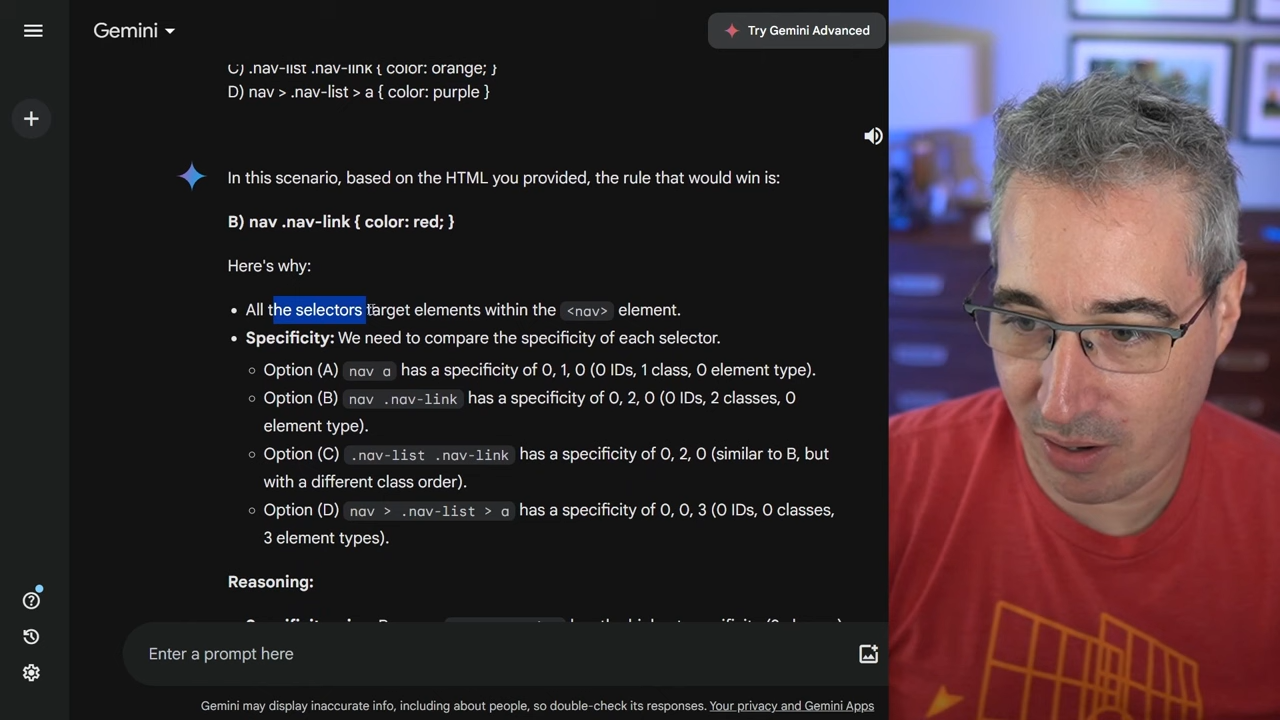 Gemini
Try Gemini Advanced
C) .nav-list .nav-link { color: orange; }
D) nav > .nav-list > a { color: purple }
In this scenario, based on the HTML you provided, the rule that would win is:
B) nav .nav-link { color: red; }
Here's why:
All the selectors target elements within the <nav> element.
Specificity: We need to compare the specificity of each selector.
Option (A) nav a has a specificity of 0, 1, 0 (0 IDs, 1 class, 0 element type).
Option (B) nav .nav-link has a specificity of 0, 2, 0 (0 IDs, 2 classes, 0
element type).
Option (C) .nav-list .nav-link has a specificity of 0, 2, 0 (similar to B, but
with a different class order).
Option (D) nav > .nav-list > a has a specificity of 0, 0, 3 (0 IDs, 0 classes,
3 element types).
Reasoning:
Enter a prompt here
Gemini may display inaccurate info, including about people, so double-check its responses. Your privacy and Gemini Apps